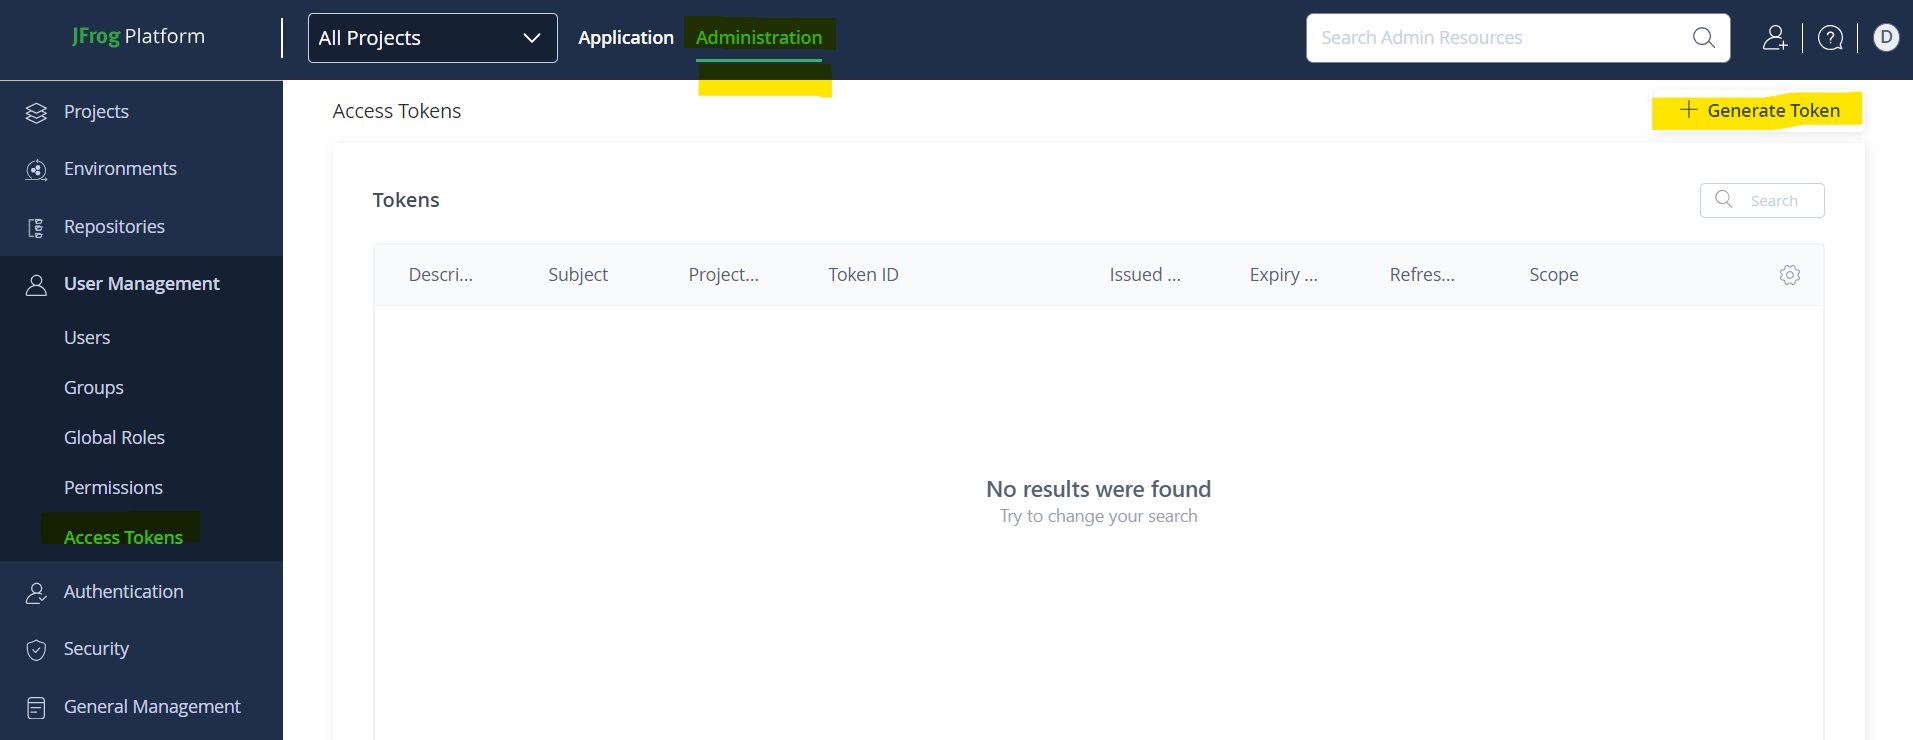 JFrog Platform
All Projects
Application
Administration
Search Admin Resources
D
Projects
Environments
Repositories
User Management
Users
Groups
Global Roles
Permissions
Access Tokens
Authentication
Security
General Management
Access Tokens
Generate Token
Tokens
Search
Descri... Subject Project... Token ID Issued ... Expiry ... Refres... Scope
No results were found
Try to change your search